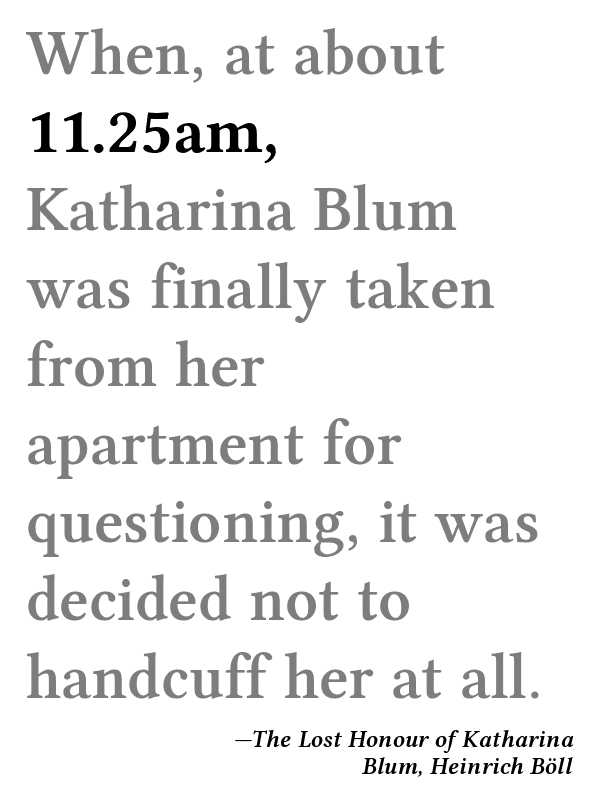 When, at about
11.25am,
Katharina Blum
was finally taken
from her
apartment for
questioning, it was
decided not to
handcuff her at all.
—The Lost Honour of Katharina
Blum, Heinrich Böll